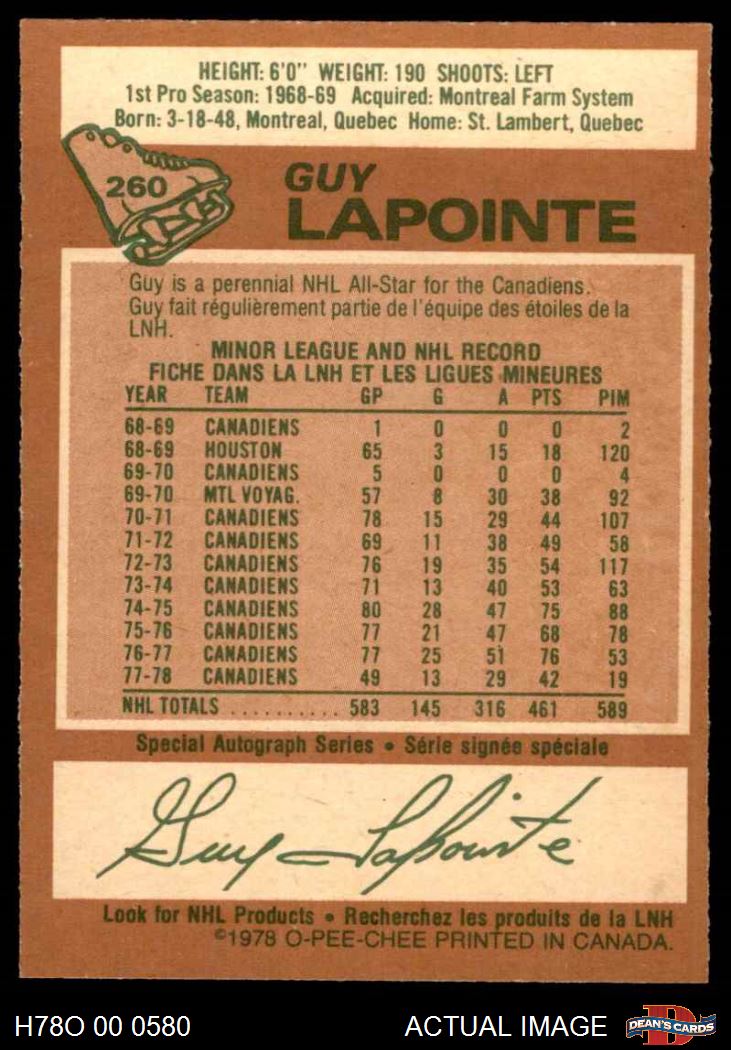 HEIGHT: 6'0" WEIGHT: 190 SHOOTS: LEFT
1st Pro Season: 1968-69 Acquired: Montreal Farm System
Born: 3-18-48, Montreal, Quebec Home: St. Lambert, Quebec
260
GUY
LAPOINTE
Guy is a perennial NHL All-Star for the Canadiens.
Guy fait régulièrement partie de l'équipe des étoiles de la
LNH.
MINOR LEAGUE AND NHL RECORD
FICHE DANS LA LNH ET LES LIGUES MINEURES
YEAR TEAM GP G A PTS PIM
68-69 CANADIENS 1 0 0 0 2
68-69 HOUSTON 65 3 15 18 120
69-70 CANADIENS 5 0 0 0 4
69-70 MTL VOYAG. 57 8 30 38 92
70-71 CANADIENS 78 15 29 44 107
71-72 CANADIENS 69 11 38 49 58
72-73 CANADIENS 76 19 35 54 117
73-74 CANADIENS 71 13 40 53 63
74-75 CANADIENS 80 28 47 75 88
75-76 CANADIENS 77 21 47 68 78
76-77 CANADIENS 77 25 51 76 53
77-78 CANADIENS 49 13 29 42 19
NHL TOTALS .......... 583 145 316 461 589
Special Autograph Series • Série signée spéciale
Guy Lapointe
Look for NHL Products • Recherchez les produits de la LNH
©1978 O-PEE-CHEE PRINTED IN CANADA.
H78O 00 0580 ACTUAL IMAGE D DEAN'S CARDS